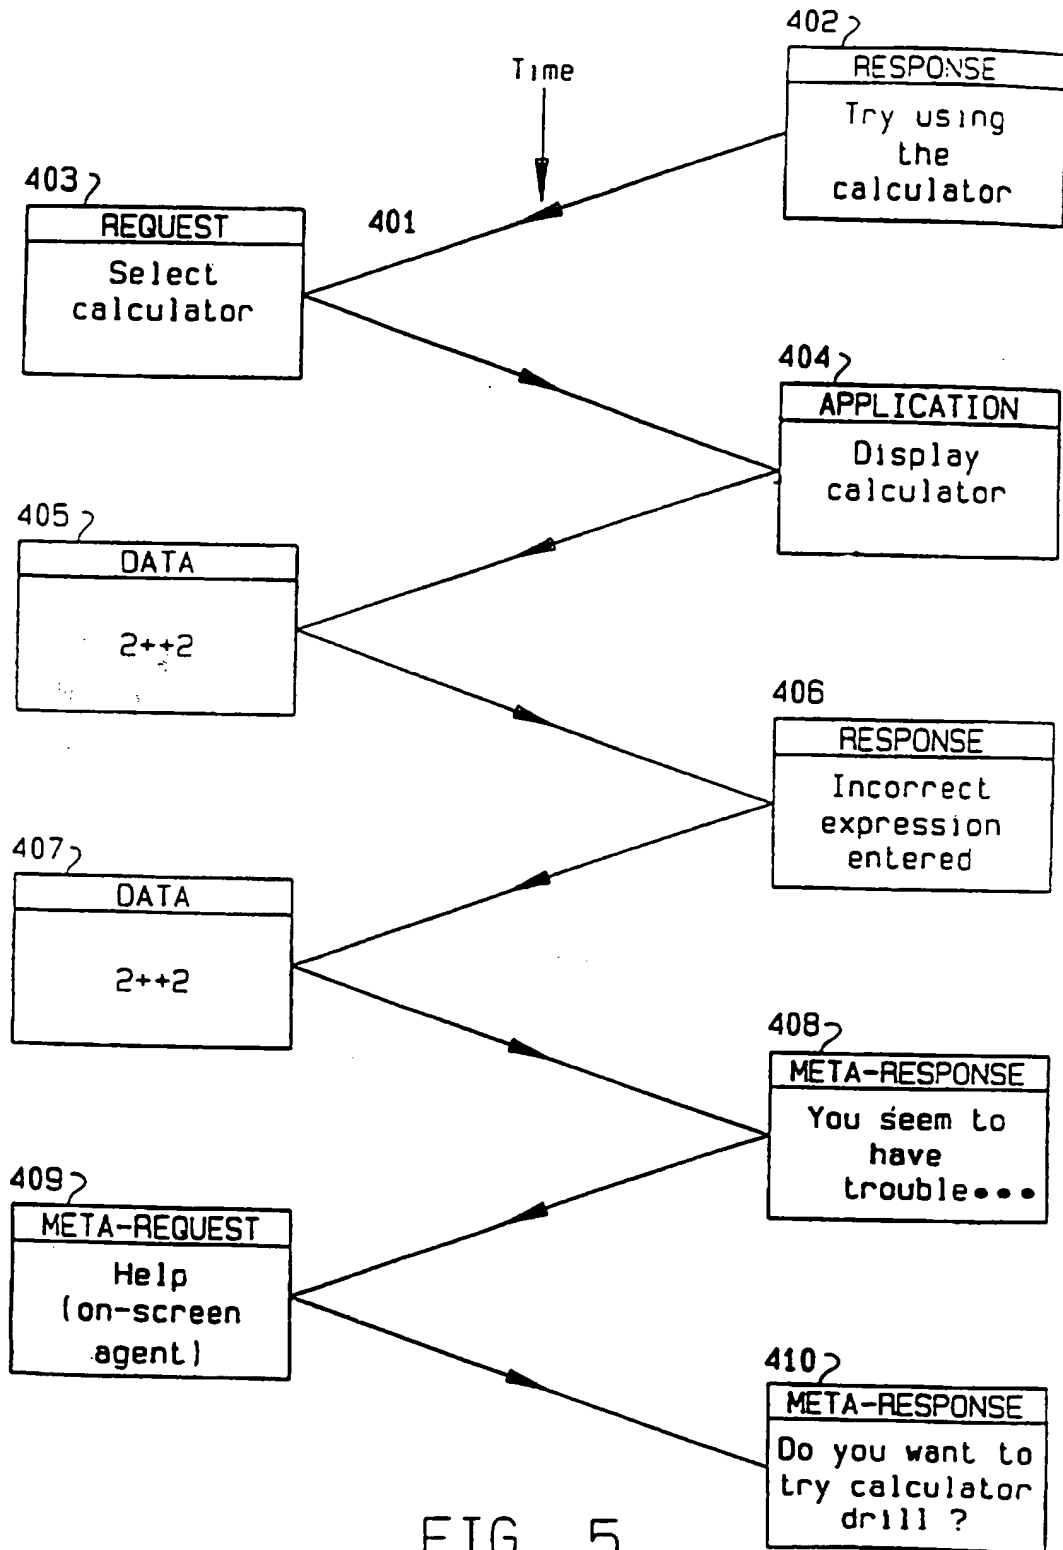 402
RESPONSE
Try using
the
calculator
Time
403
REQUEST
Select
calculator
401
404
APPLICATION
Display
calculator
405
DATA
2++2
406
RESPONSE
Incorrect
expression
entered
407
DATA
2++2
408
META-RESPONSE
You seem to
have
trouble•••
409
META-REQUEST
Help
(on-screen
agent)
410
META-RESPONSE
Do you want to
try calculator
drill ?
FIG. 5